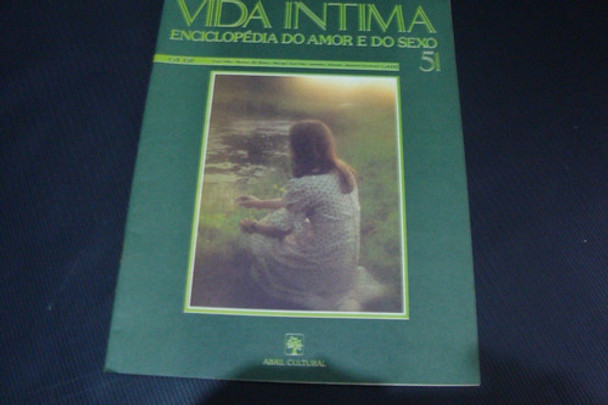 VIDA INTIMA
ENCICLOPÉDIA DO AMOR E DO SEXO
51
ABRIL CULTURAL